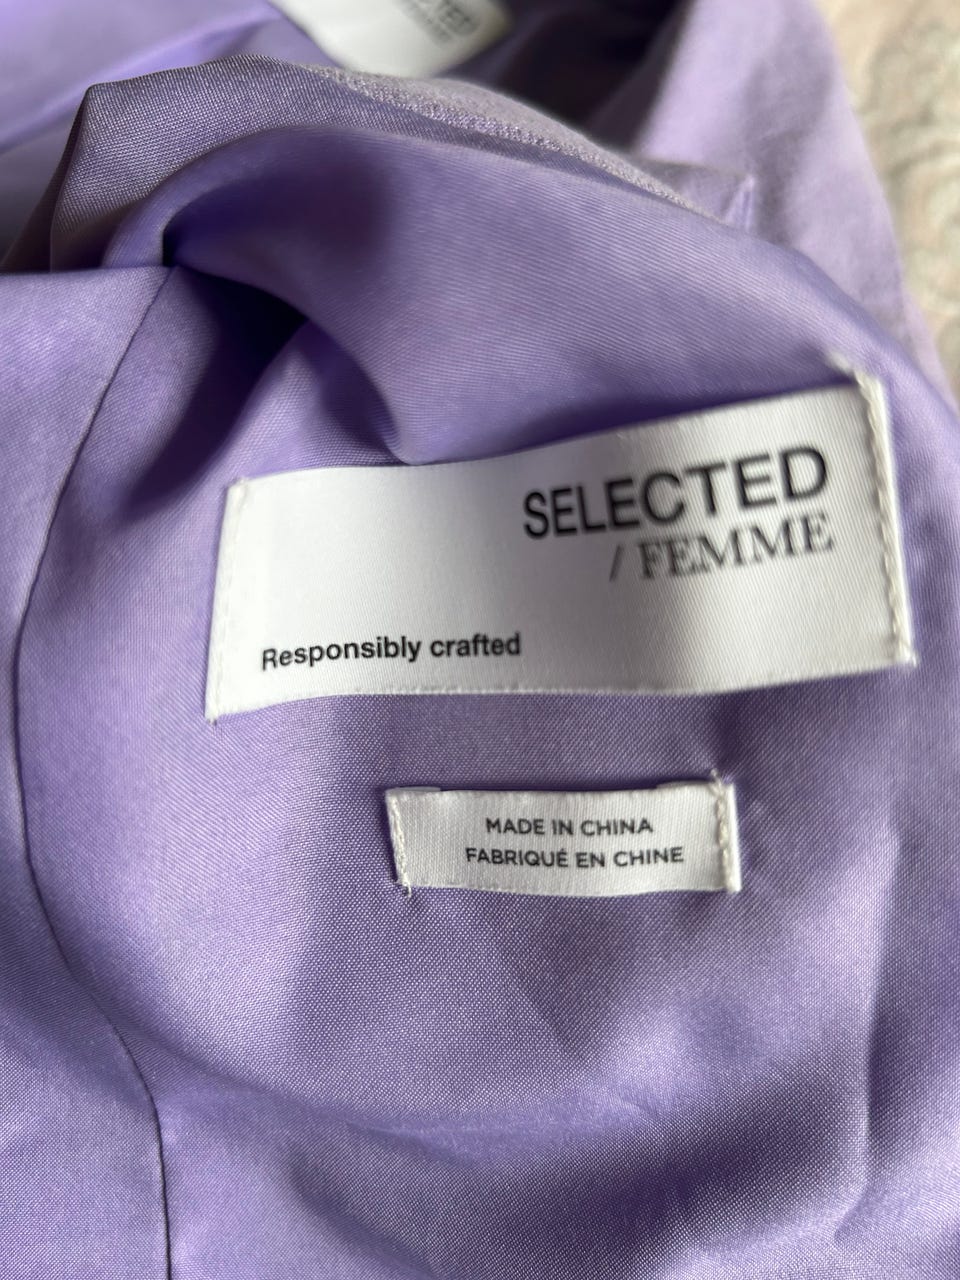 SELECTED
/ FEMME
Responsibly crafted
MADE IN CHINA
FABRIQUÉ EN CHINE